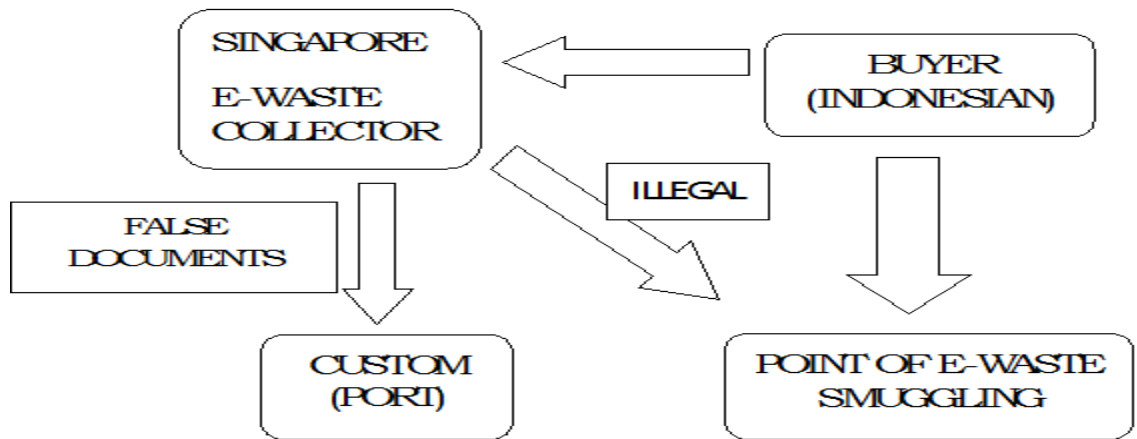 SINGAPORE
E-WASTE
COLLECTOR
BUYER
(INDONESIAN)
ILLEGAL
FALSE
DOCUMENTS
CUSTOM
(PORT)
POINT OF E-WASTE
SMUGGLING